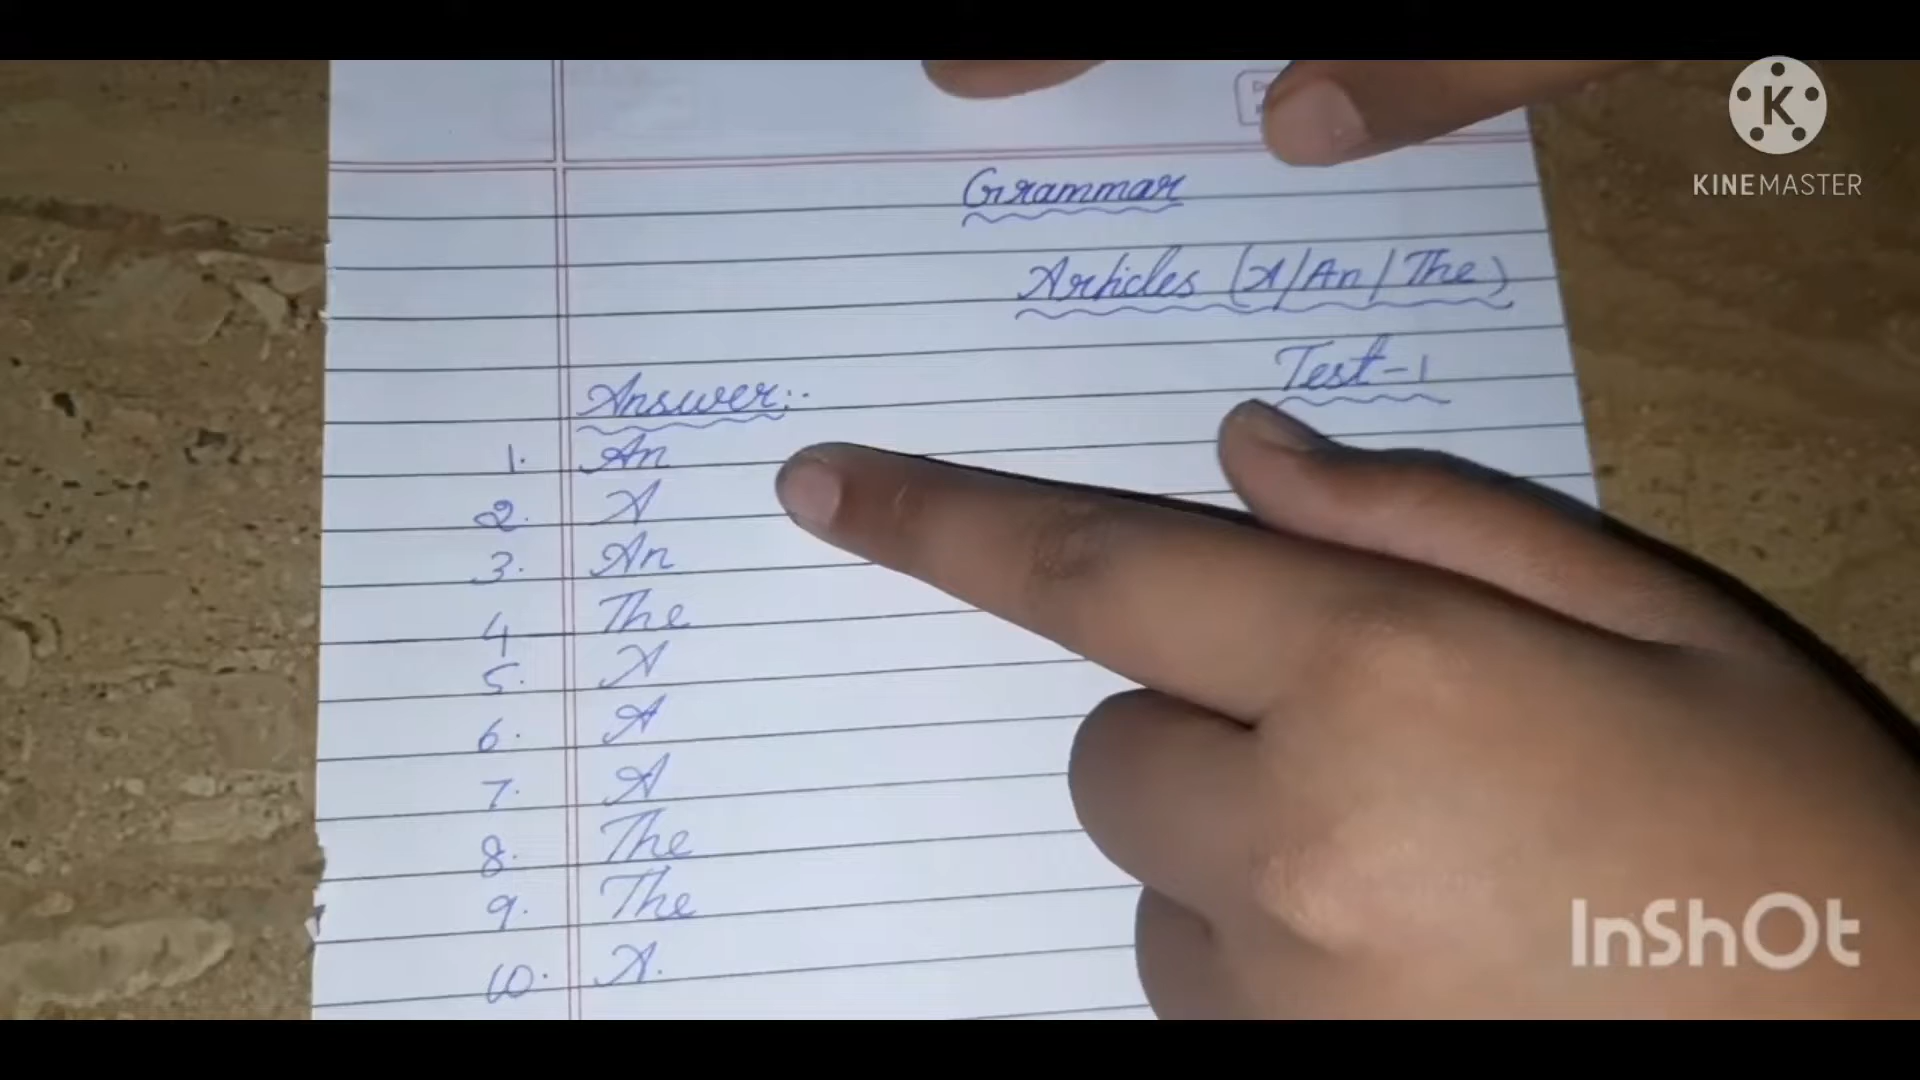 KINEMASTER
Grammar
Articles (A/An/The)
Test-1
Answer:-
1. An
2. A
3. An
4 The
5. A
6. A
7. A
8. The
9. The
10. A.
InShOt